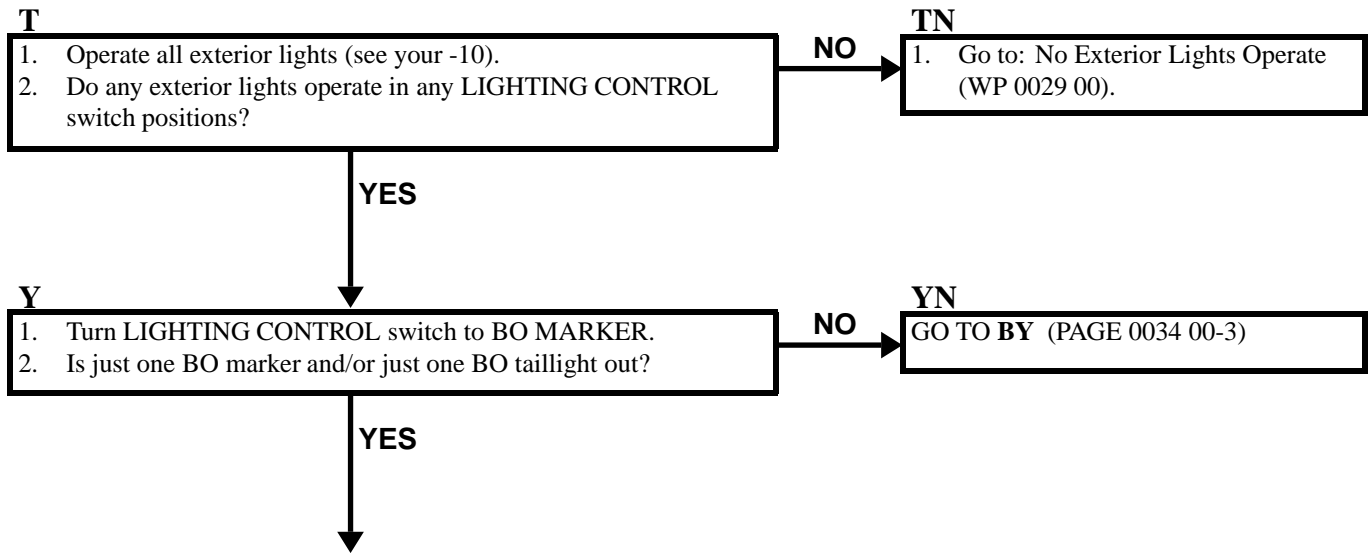 T
1. Operate all exterior lights (see your -10).
2. Do any exterior lights operate in any LIGHTING CONTROL
switch positions?
NO
TN
1. Go to: No Exterior Lights Operate
(WP 0029 00).
YES
Y
1. Turn LIGHTING CONTROL switch to BO MARKER.
2. Is just one BO marker and/or just one BO taillight out?
NO
YN
GO TO BY (PAGE 0034 00-3)
YES